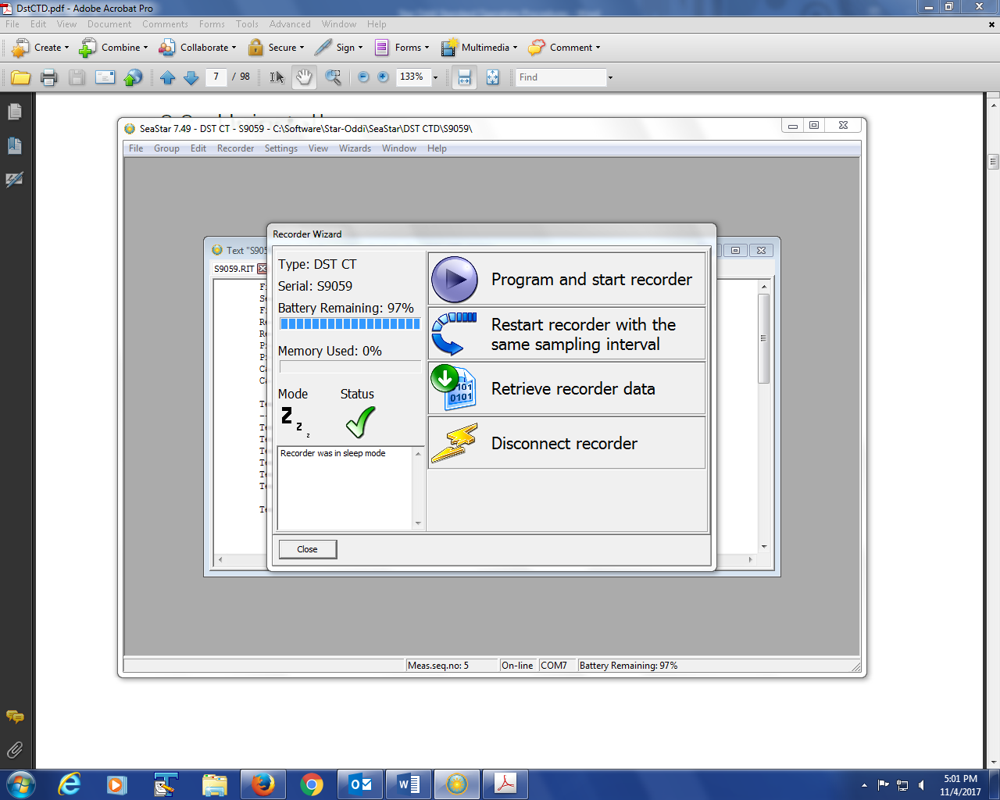 DstCTD.pdf - Adobe Acrobat Pro
File Edit View Document Comments Forms Tools Advanced Window Help
Create Combine Collaborate Secure Sign Forms Multimedia Comment
7 / 98 133% Find
SeaStar 7.49 - DST CT - S9059 - C:\Software\Star-Oddi\SeaStar\DST CTD\S9059\
File Group Edit Recorder Settings View Wizards Window Help
Recorder Wizard
Text "S905
S9059.RIT
Type: DST CT
Serial: S9059
Battery Remaining: 97%
Memory Used: 0%
Mode Status
Recorder was in sleep mode
Program and start recorder
Restart recorder with the
same sampling interval
Retrieve recorder data
Disconnect recorder
Close
Meas.seq.no: 5 On-line COM7 Battery Remaining: 97%
5:01 PM
11/4/2017